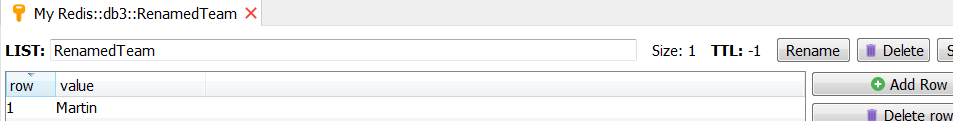 My Redis::db3::RenamedTeam
LIST: RenamedTeam Size: 1 TTL: -1 Rename Delete S
row value Add Row
1 Martin Delete row